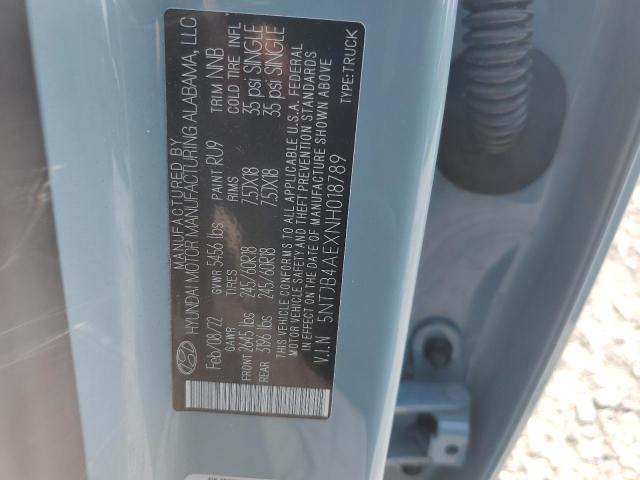 MANUFACTURED BY
HYUNDAI MOTOR MANUFACTURING ALABAMA, LLC
Feb/08/22 GVWR 5456 lbs PAINT RU9 TRIM NNB
GAWR TIRES RIMS COLD TIRE INFL
FRONT 2645 lbs 245/60R18 7.5JX18 35 psi SINGLE
REAR 3196 lbs 245/60R18 7.5JX18 35 psi SINGLE
THIS VEHICLE CONFORMS TO ALL APPLICABLE U.S.A. FEDERAL
MOTOR VEHICLE SAFETY AND THEFT PREVENTION STANDARDS
IN EFFECT ON THE DATE OF MANUFACTURE SHOWN ABOVE.
V.I.N 5NTJB4AEXNH018789 TYPE:TRUCK